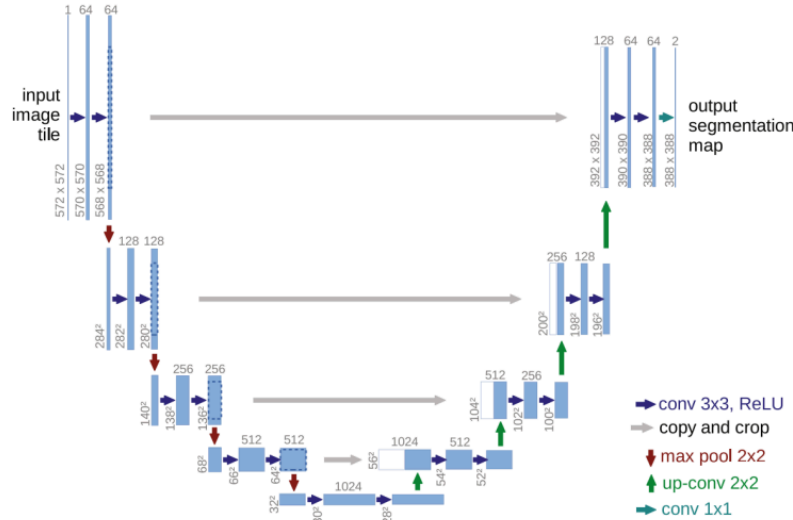 1 64 64
input
image
tile
572 x 572
570 x 570
568 x 568
128 64 64 2
output
segmentation
map
392 x 392
390 x 390
388 x 388
388 x 388
128 128
284²
282²
280²
256 128
200²
198²
196²
256 256
140²
138²
136²
512 256
104²
102²
100²
512 512
68²
66²
64²
1024 512
56²
54²
52²
1024
32²
conv 3x3, ReLU
copy and crop
max pool 2x2
up-conv 2x2
conv 1x1